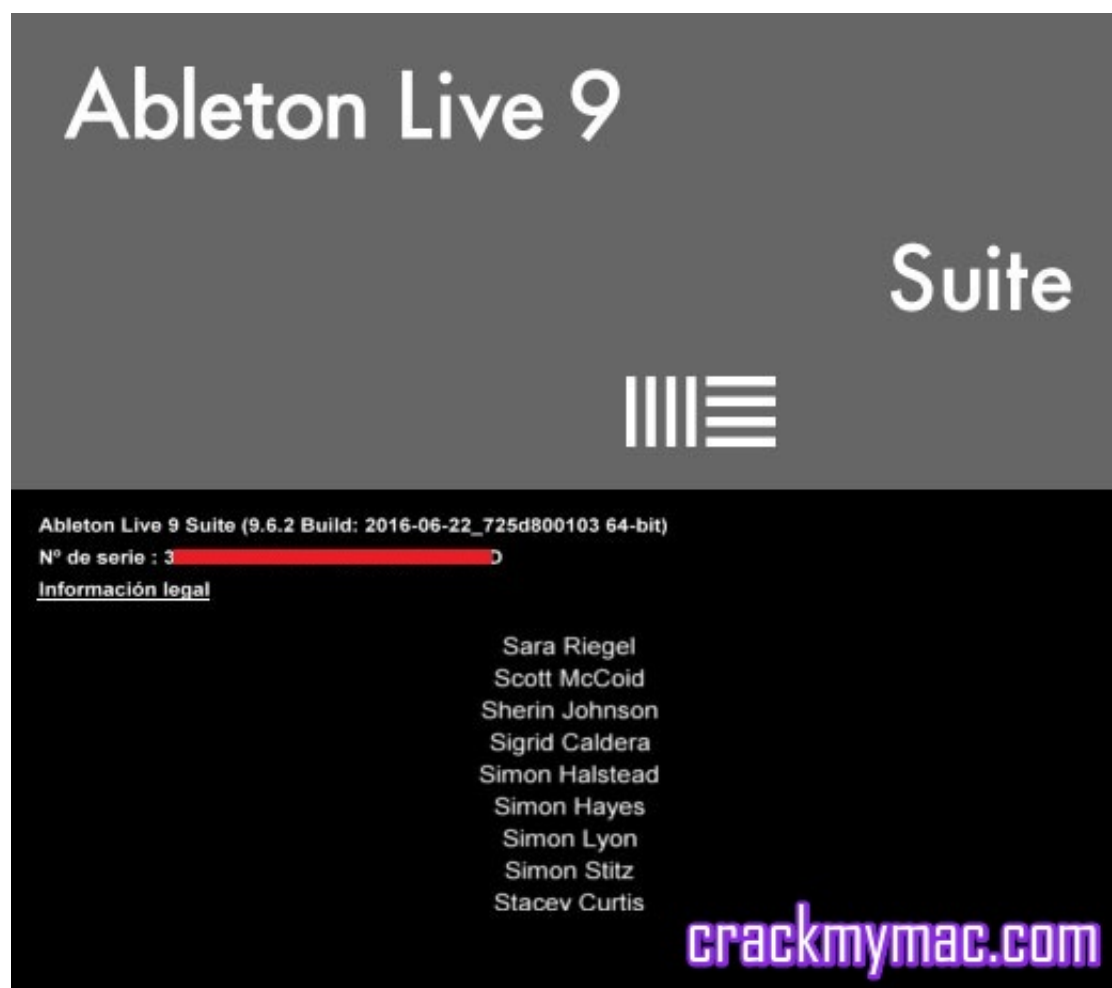 Ableton Live 9
Suite
Ableton Live 9 Suite (9.6.2 Build: 2016-06-22_725d800103 64-bit)
Nº de serie : 3
Información legal
Sara Riegel
Scott McCoid
Sherin Johnson
Sigrid Caldera
Simon Halstead
Simon Hayes
Simon Lyon
Simon Stitz
Stacey Curtis
crackmymac.com